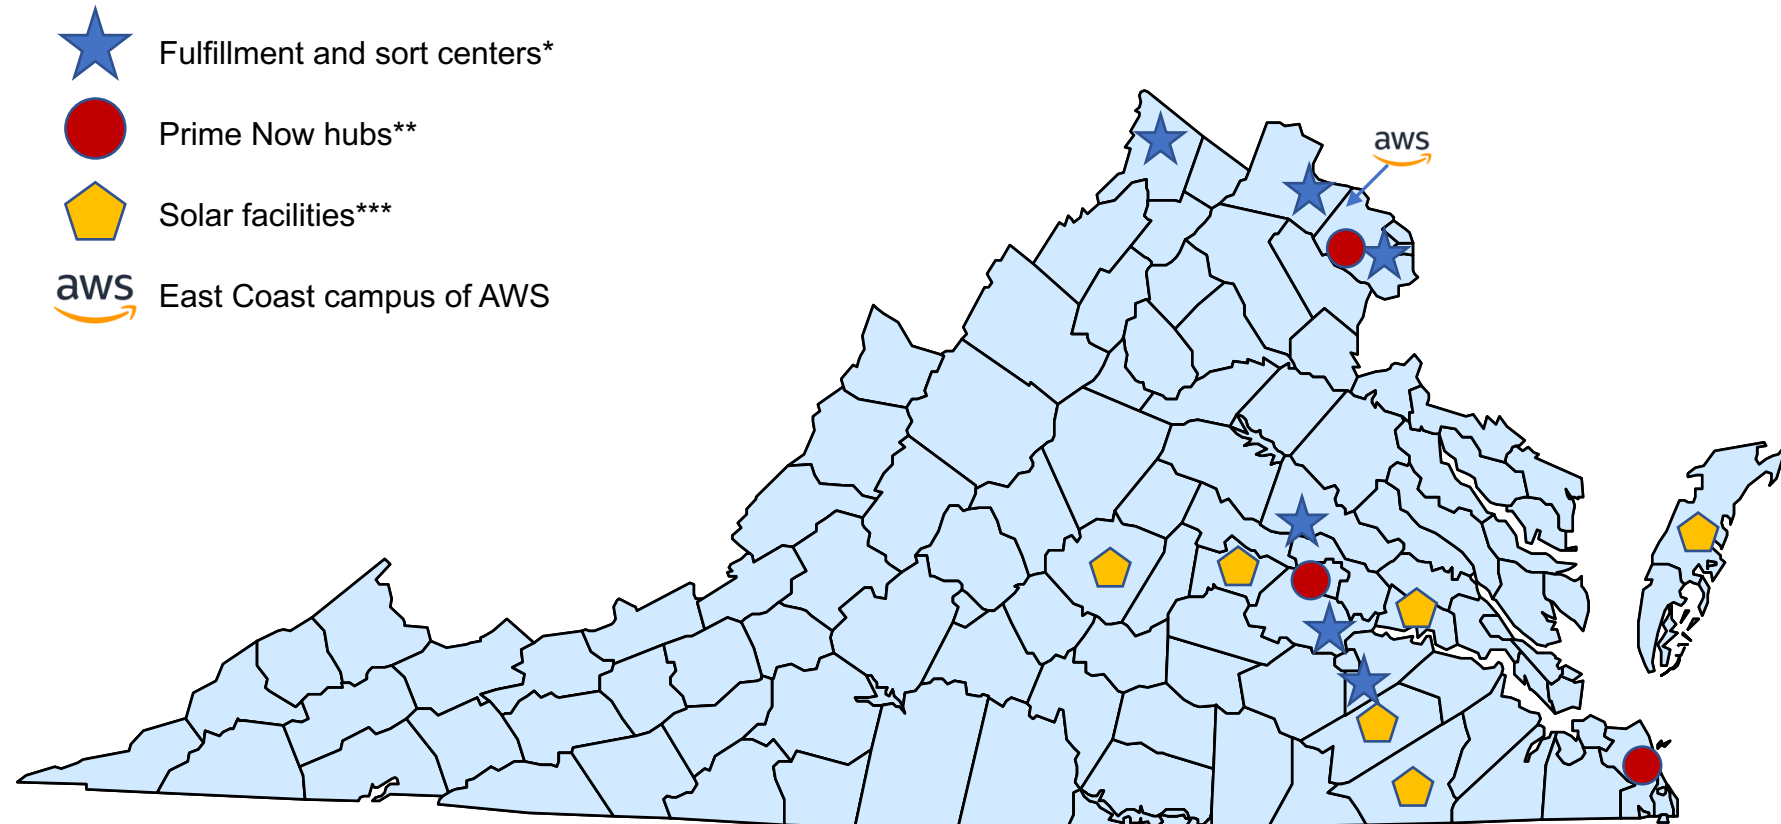 Fulfillment and sort centers*
Prime Now hubs**
Solar facilities***
aws East Coast campus of AWS
aws